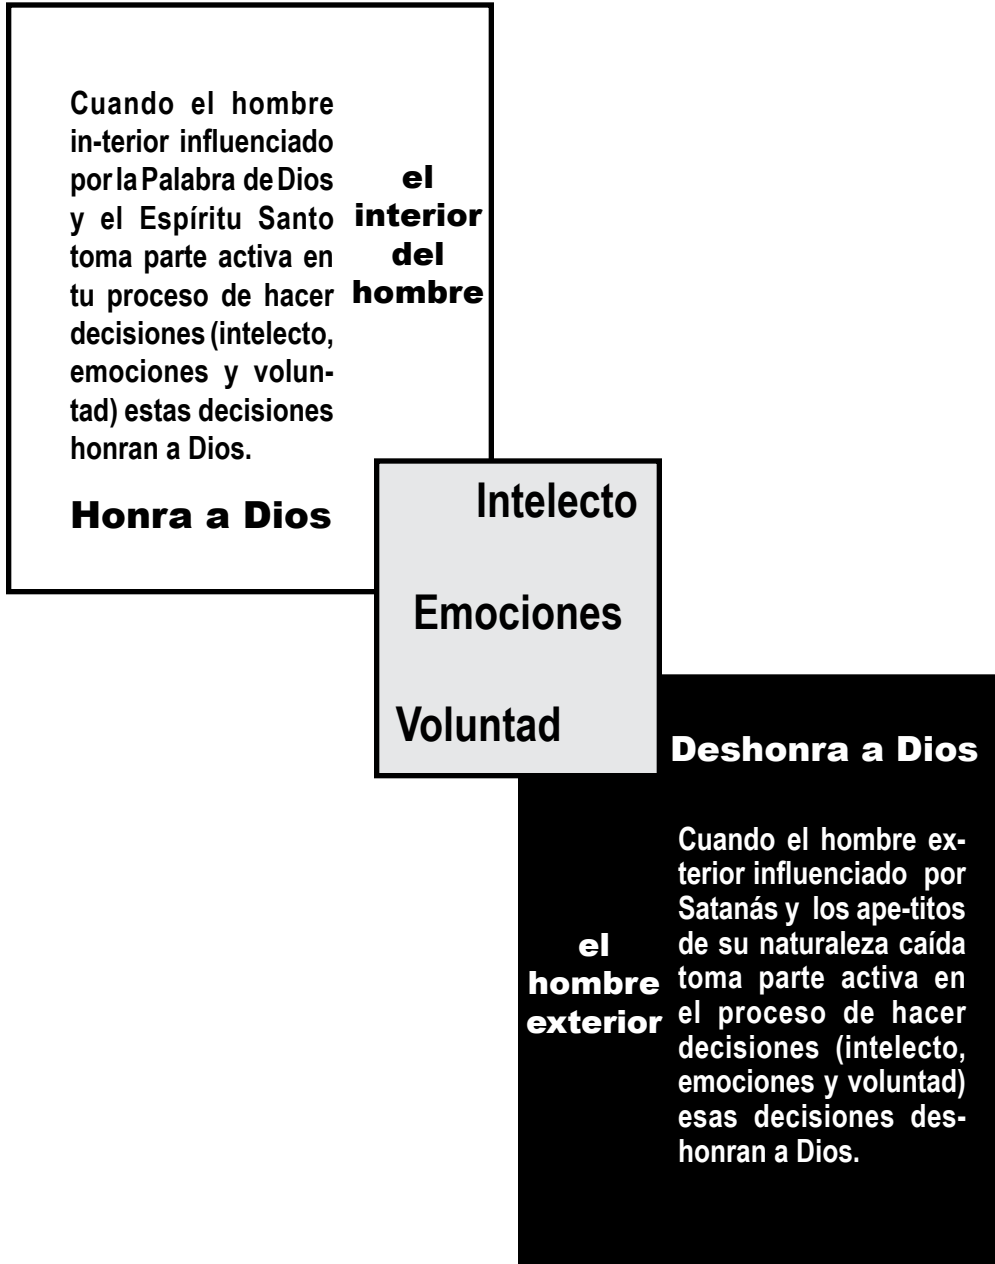 Cuando el hombre
in-terior influenciado
por la Palabra de Dios
y el Espíritu Santo
toma parte activa en
tu proceso de hacer
decisiones (intelecto,
emociones y volun-
tad) estas decisiones
honran a Dios.
el
interior
del
hombre
Honra a Dios
Intelecto
Emociones
Voluntad
Deshonra a Dios
el
hombre
exterior
Cuando el hombre ex-
terior influenciado por
Satanás y los ape-titos
de su naturaleza caída
toma parte activa en
el proceso de hacer
decisiones (intelecto,
emociones y voluntad)
esas decisiones des-
honran a Dios.